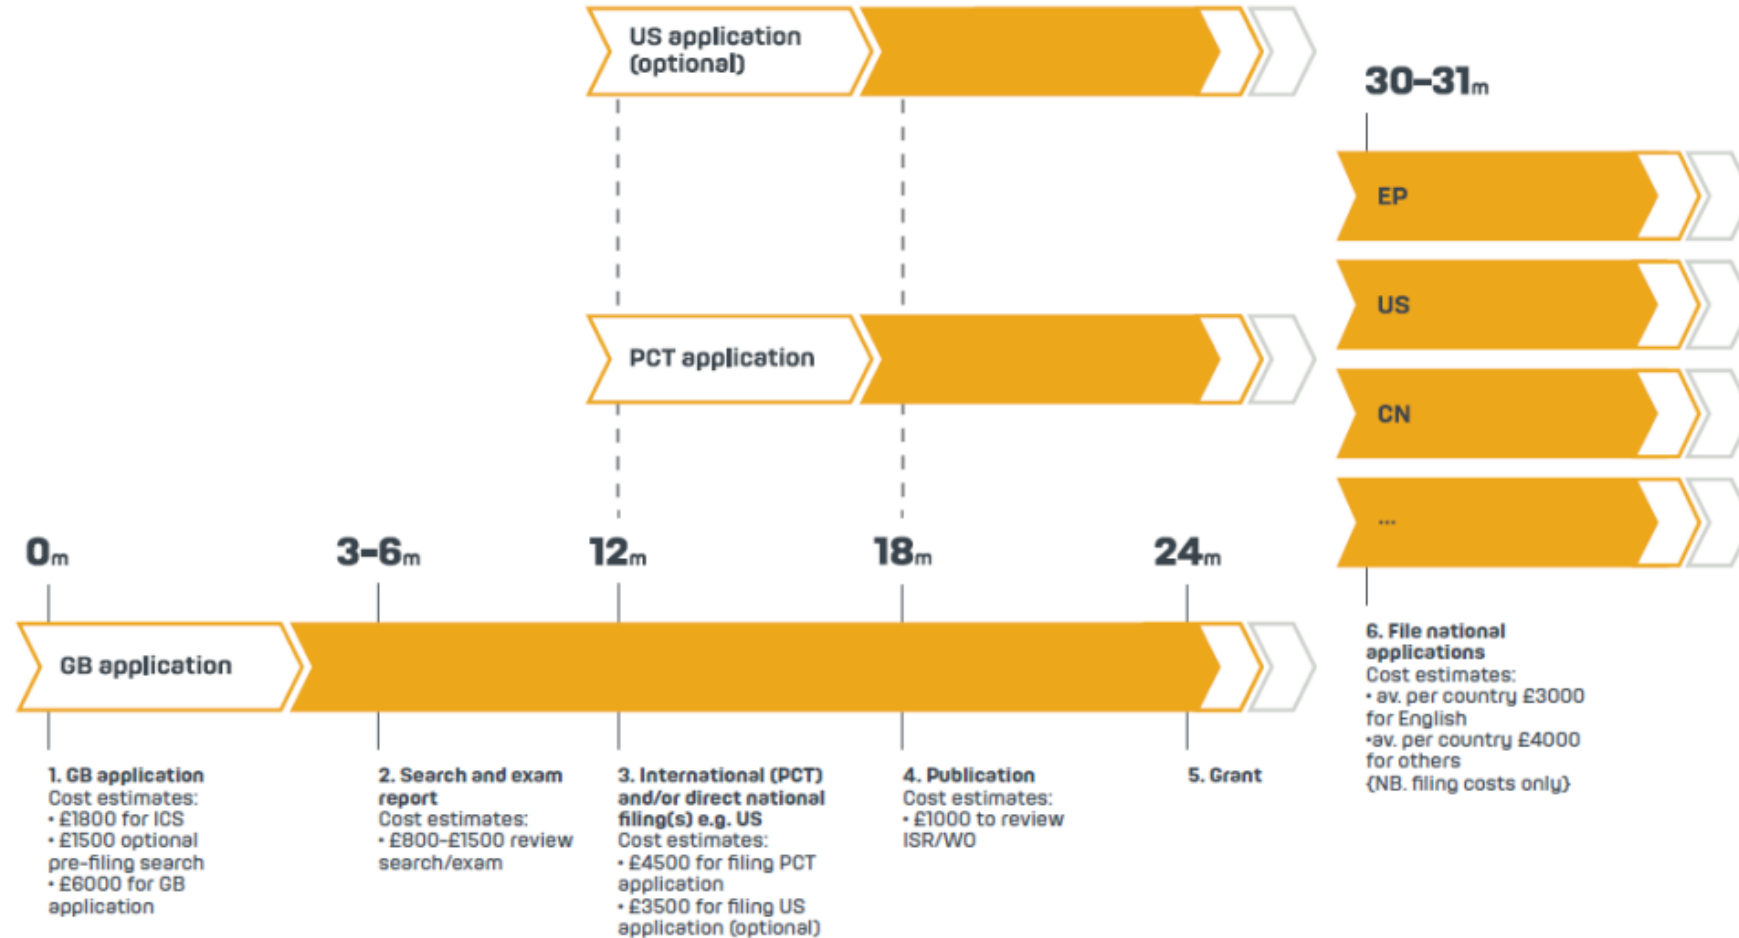 US application
(optional)
30-31m
EP
US
PCT application
CN
...
0m
3-6m
12m
18m
24m
GB application
1. GB application
Cost estimates:
• £1800 for ICS
• £1500 optional
pre-filing search
• £6000 for GB
application
2. Search and exam
report
Cost estimates:
• £800-£1500 review
search/exam
3. International (PCT)
and/or direct national
filing(s) e.g. US
Cost estimates:
• £4500 for filing PCT
application
• £3500 for filing US
application (optional)
4. Publication
Cost estimates:
• £1000 to review
ISR/WO
5. Grant
6. File national
applications
Cost estimates:
• av. per country £3000
for English
•av. per country £4000
for others
{NB. filing costs only}